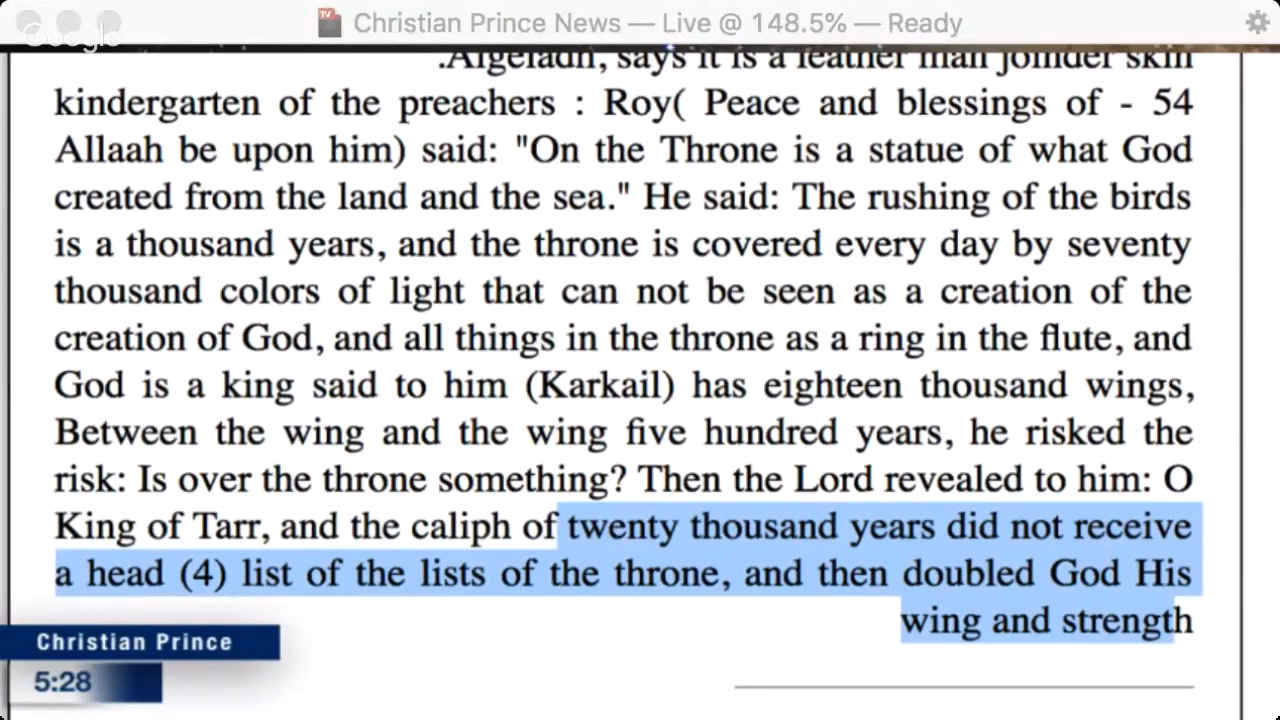 Christian Prince News — Live @ 148.5% — Ready
Google
says it is a leather man joinder skin
kindergarten of the preachers : Roy( Peace and blessings of - 54
Allaah be upon him) said: "On the Throne is a statue of what God
created from the land and the sea." He said: The rushing of the birds
is a thousand years, and the throne is covered every day by seventy
thousand colors of light that can not be seen as a creation of the
creation of God, and all things in the throne as a ring in the flute, and
God is a king said to him (Karkail) has eighteen thousand wings,
Between the wing and the wing five hundred years, he risked the
risk: Is over the throne something? Then the Lord revealed to him: O
King of Tarr, and the caliph of twenty thousand years did not receive
a head (4) list of the lists of the throne, and then doubled God His
wing and strength
Christian Prince
5:28